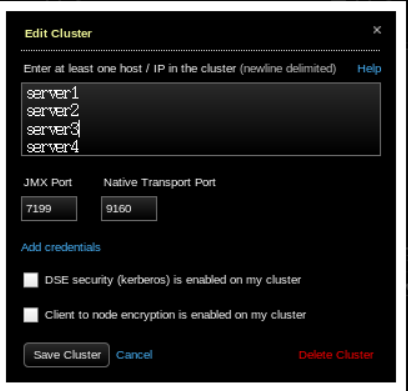 Edit Cluster ×
Enter at least one host / IP in the cluster (newline delimited) Help
server1
server2
server3
server4
JMX Port Native Transport Port
7199 9160
Add credentials
DSE security (kerberos) is enabled on my cluster
Client to node encryption is enabled on my cluster
Save Cluster Cancel Delete Cluster